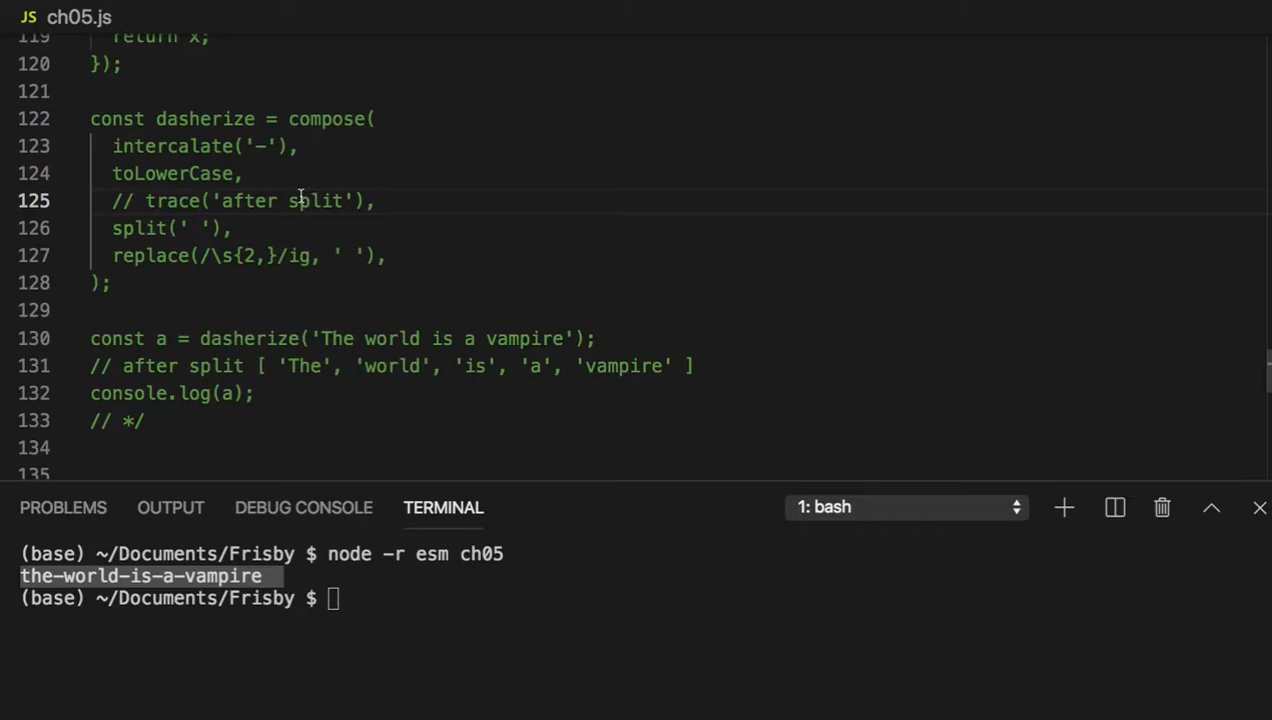 JS ch05.js
119 return x;
120 });
121
122 const dasherize = compose(
123 intercalate('-'),
124 toLowerCase,
125 // trace('after split'),
126 split(' '),
127 replace(/\s{2,}/ig, ' '),
128 );
129
130 const a = dasherize('The world is a vampire');
131 // after split [ 'The', 'world', 'is', 'a', 'vampire' ]
132 console.log(a);
133 // */
134
135
PROBLEMS OUTPUT DEBUG CONSOLE TERMINAL 1: bash
(base) ~/Documents/Frisby $ node -r esm ch05
the-world-is-a-vampire
(base) ~/Documents/Frisby $